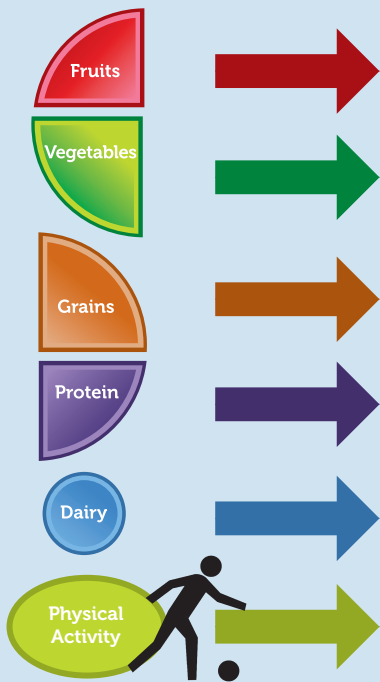 Fruits
Vegetables
Grains
Protein
Dairy
Physical
Activity